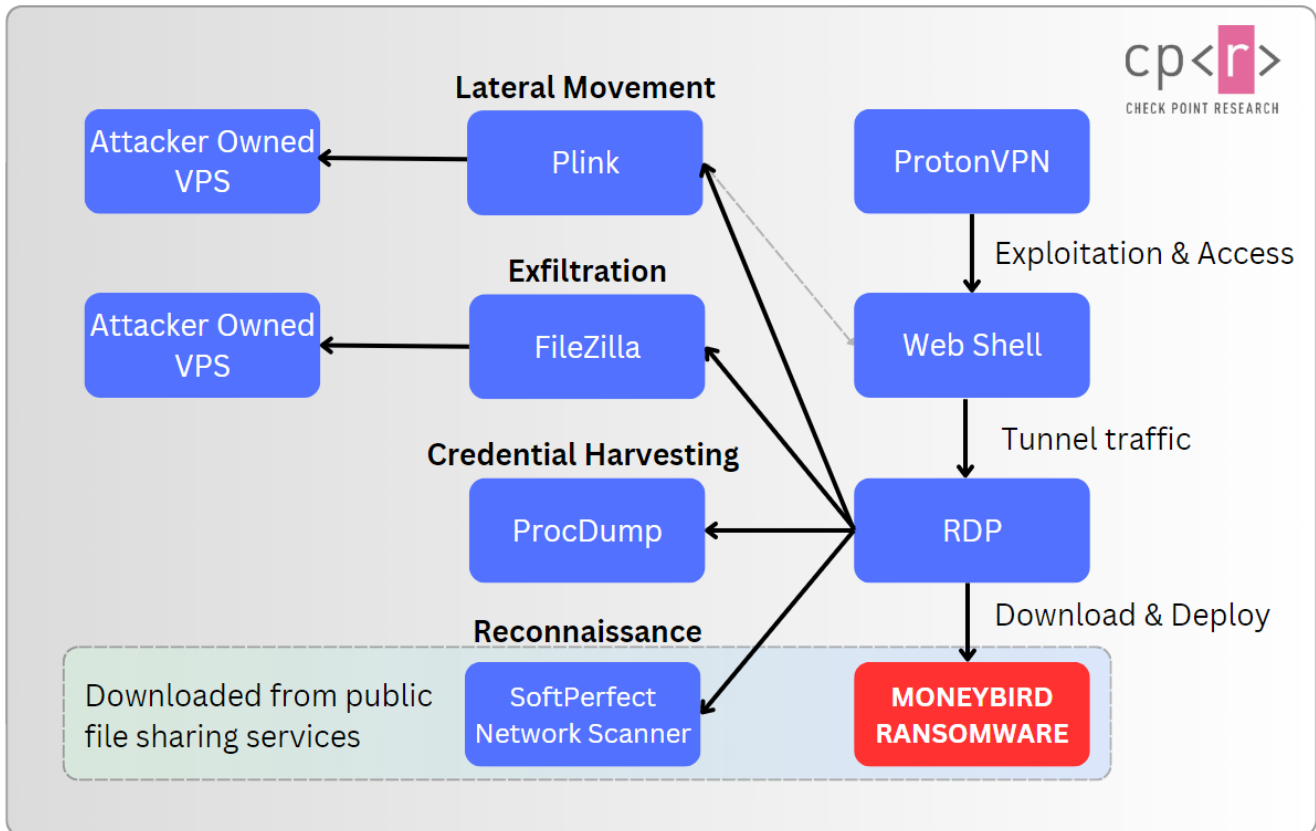 cp<r>
CHECK POINT RESEARCH
Lateral Movement
Attacker Owned
VPS
Plink
ProtonVPN
Exploitation & Access
Exfiltration
Attacker Owned
VPS
FileZilla
Web Shell
Tunnel traffic
Credential Harvesting
ProcDump
RDP
Download & Deploy
Reconnaissance
Downloaded from public
file sharing services
SoftPerfect
Network Scanner
MONEYBIRD
RANSOMWARE